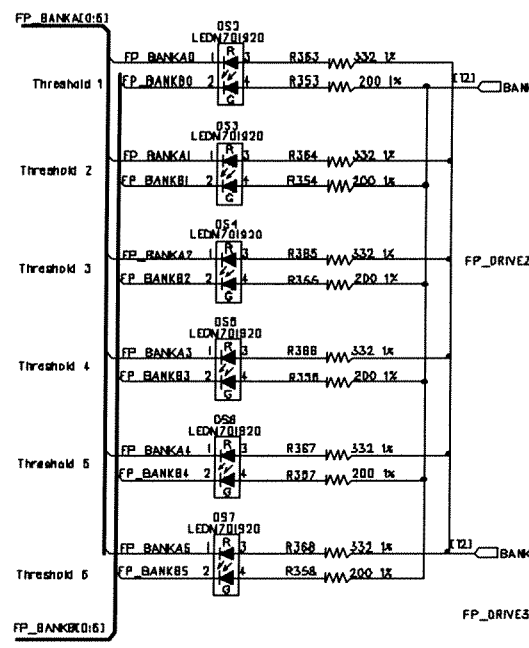 FP_BANKA[0:6]
DS2
LEDN701920
R
FP_BANKA0 1 3 R363 332 1%
Threshold 1
FP_BANKB0 2 4 R353 200 1%
G
[12]
BANK
DS3
LEDN701920
R
FP_BANKA1 1 3 R364 332 1%
Threshold 2
FP_BANKB1 2 4 R354 200 1%
G
DS4
LEDN701920
R
FP_BANKA2 1 3 R365 332 1%
Threshold 3
FP_DRIVE2
FP_BANKB2 2 4 200 1%
G
LEDN701920
R
FP_BANKA3 1 3 332 1%
Threshold 4
FP_BANKB3 2 4 200 1%
G
DS6
LEDN701920
R
FP_BANKA4 1 3 R367 332 1%
Threshold 5
FP_BANKB4 2 4 R357 200 1%
G
DS7
LEDN701920
R
FP_BANKA5 1 3 R368 332 1%
[12]
BANK
Threshold 6
FP_BANKB5 2 4 R358 200 1%
G
FP_DRIVE3